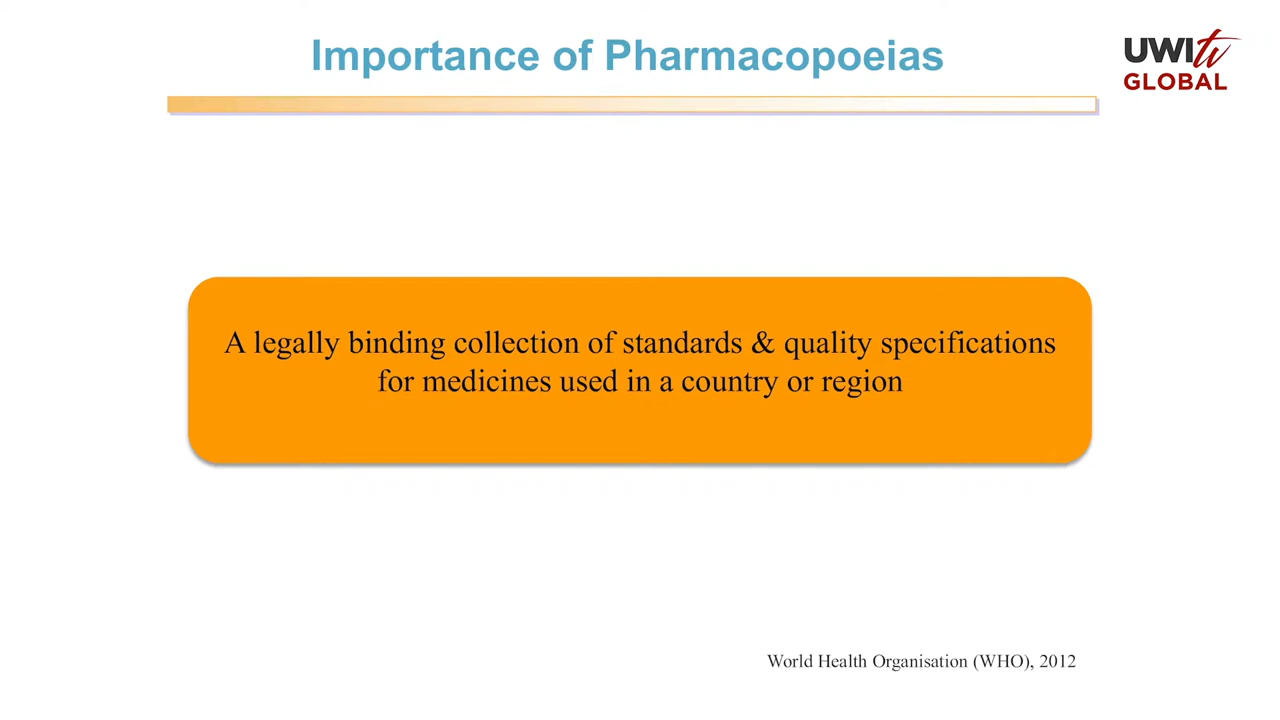 Importance of Pharmacopoeias
UWItv
GLOBAL
A legally binding collection of standards & quality specifications
for medicines used in a country or region
World Health Organisation (WHO), 2012